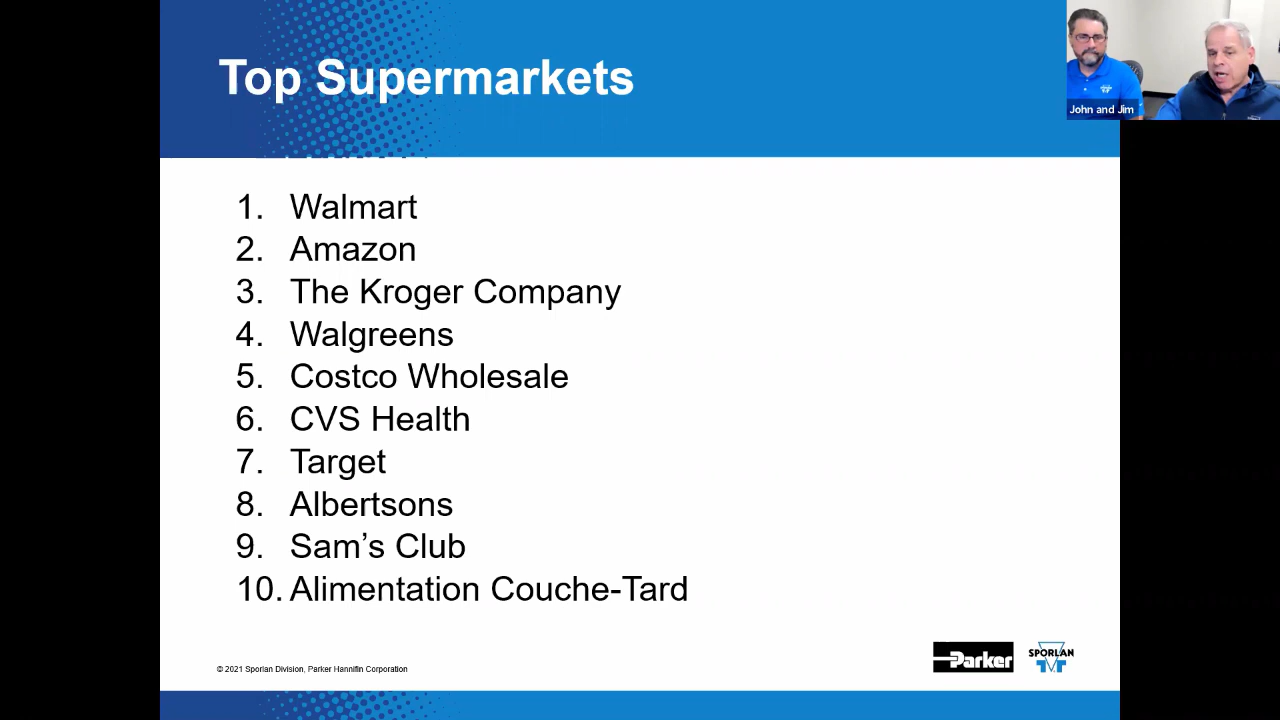 Top Supermarkets
John and Jim
1. Walmart
2. Amazon
3. The Kroger Company
4. Walgreens
5. Costco Wholesale
6. CVS Health
7. Target
8. Albertsons
9. Sam’s Club
10. Alimentation Couche-Tard
© 2021 Sporlan Division, Parker Hannifin Corporation
Parker
SPORLAN